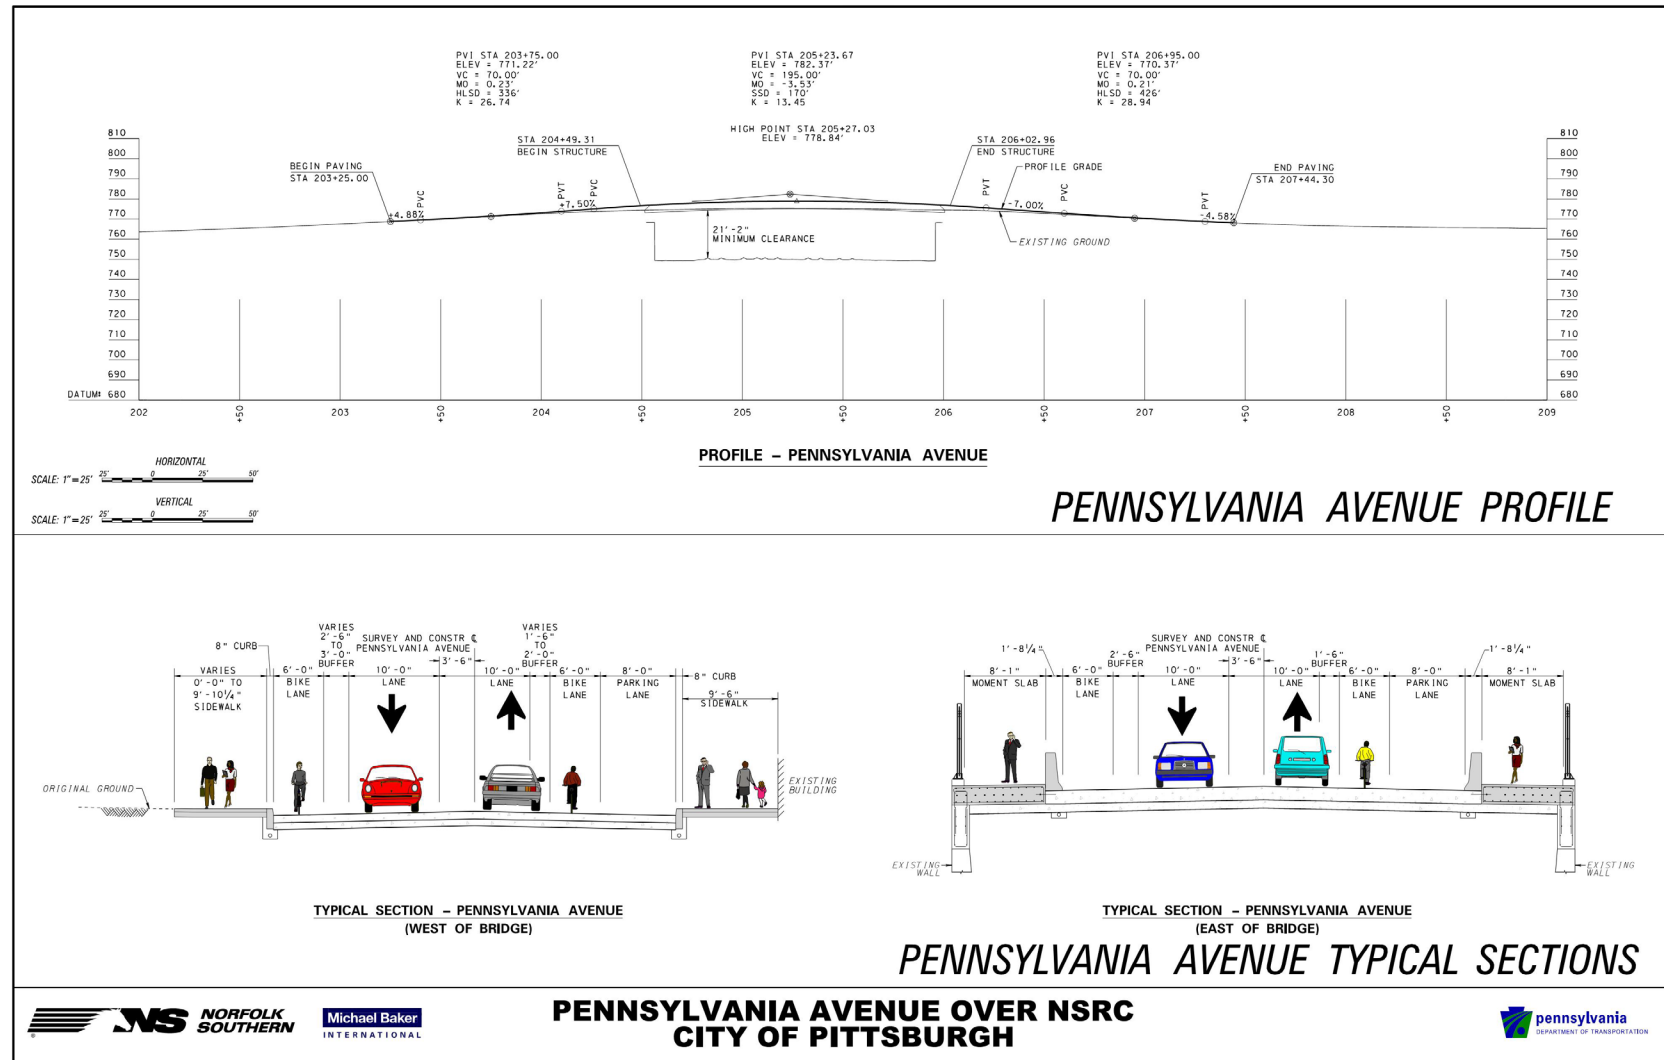 PVI STA 203+75.00
ELEV = 771.22'
VC = 70.00'
MO = 0.23'
HLSD = 336'
K = 26.74
PVI STA 205+23.67
ELEV = 782.37'
VC = 195.00'
MO = -3.53'
SSD = 170'
K = 13.45
PVI STA 206+95.00
ELEV = 770.37'
VC = 70.00'
MO = 0.21'
HLSD = 426'
K = 28.94
HIGH POINT STA 205+27.03
ELEV = 778.84'
STA 204+49.31
BEGIN STRUCTURE
STA 206+02.96
END STRUCTURE
BEGIN PAVING
STA 203+25.00
PROFILE GRADE
END PAVING
STA 207+44.30
PVC
PVT
PVC
PVT
PVC
PVT
+4.88%
+7.50%
-7.00%
-4.58%
21'-2"
MINIMUM CLEARANCE
EXISTING GROUND
810
800
790
780
770
760
750
740
730
720
710
700
690
DATUM: 680
810
800
790
780
770
760
750
740
730
720
710
700
690
680
202
+50
203
+50
204
+50
205
+50
206
+50
207
+50
208
+50
209
PROFILE - PENNSYLVANIA AVENUE
HORIZONTAL
SCALE: 1"=25'
25' 0 25' 50'
VERTICAL
SCALE: 1"=25'
25' 0 25' 50'
PENNSYLVANIA AVENUE PROFILE
8" CURB
VARIES
2'-6"
TO
3'-0"
BUFFER
SURVEY AND CONSTR ℄
PENNSYLVANIA AVENUE
3'-6"
VARIES
1'-6"
TO
2'-0"
BUFFER
VARIES
0'-0" TO
9'-10¼"
SIDEWALK
6'-0"
BIKE
LANE
10'-0"
LANE
10'-0"
LANE
6'-0"
BIKE
LANE
8'-0"
PARKING
LANE
8" CURB
9'-6"
SIDEWALK
ORIGINAL GROUND
EXISTING
BUILDING
TYPICAL SECTION - PENNSYLVANIA AVENUE
(WEST OF BRIDGE)
1'-8¼"
2'-6"
BUFFER
SURVEY AND CONSTR ℄
PENNSYLVANIA AVENUE
3'-6"
1'-6"
BUFFER
1'-8¼"
8'-1"
MOMENT SLAB
6'-0"
BIKE
LANE
10'-0"
LANE
10'-0"
LANE
6'-0"
BIKE
LANE
8'-0"
PARKING
LANE
8'-1"
MOMENT SLAB
EXISTING
WALL
EXISTING
WALL
TYPICAL SECTION - PENNSYLVANIA AVENUE
(EAST OF BRIDGE)
PENNSYLVANIA AVENUE TYPICAL SECTIONS
NS NORFOLK
SOUTHERN
Michael Baker
INTERNATIONAL
PENNSYLVANIA AVENUE OVER NSRC
CITY OF PITTSBURGH
pennsylvania
DEPARTMENT OF TRANSPORTATION